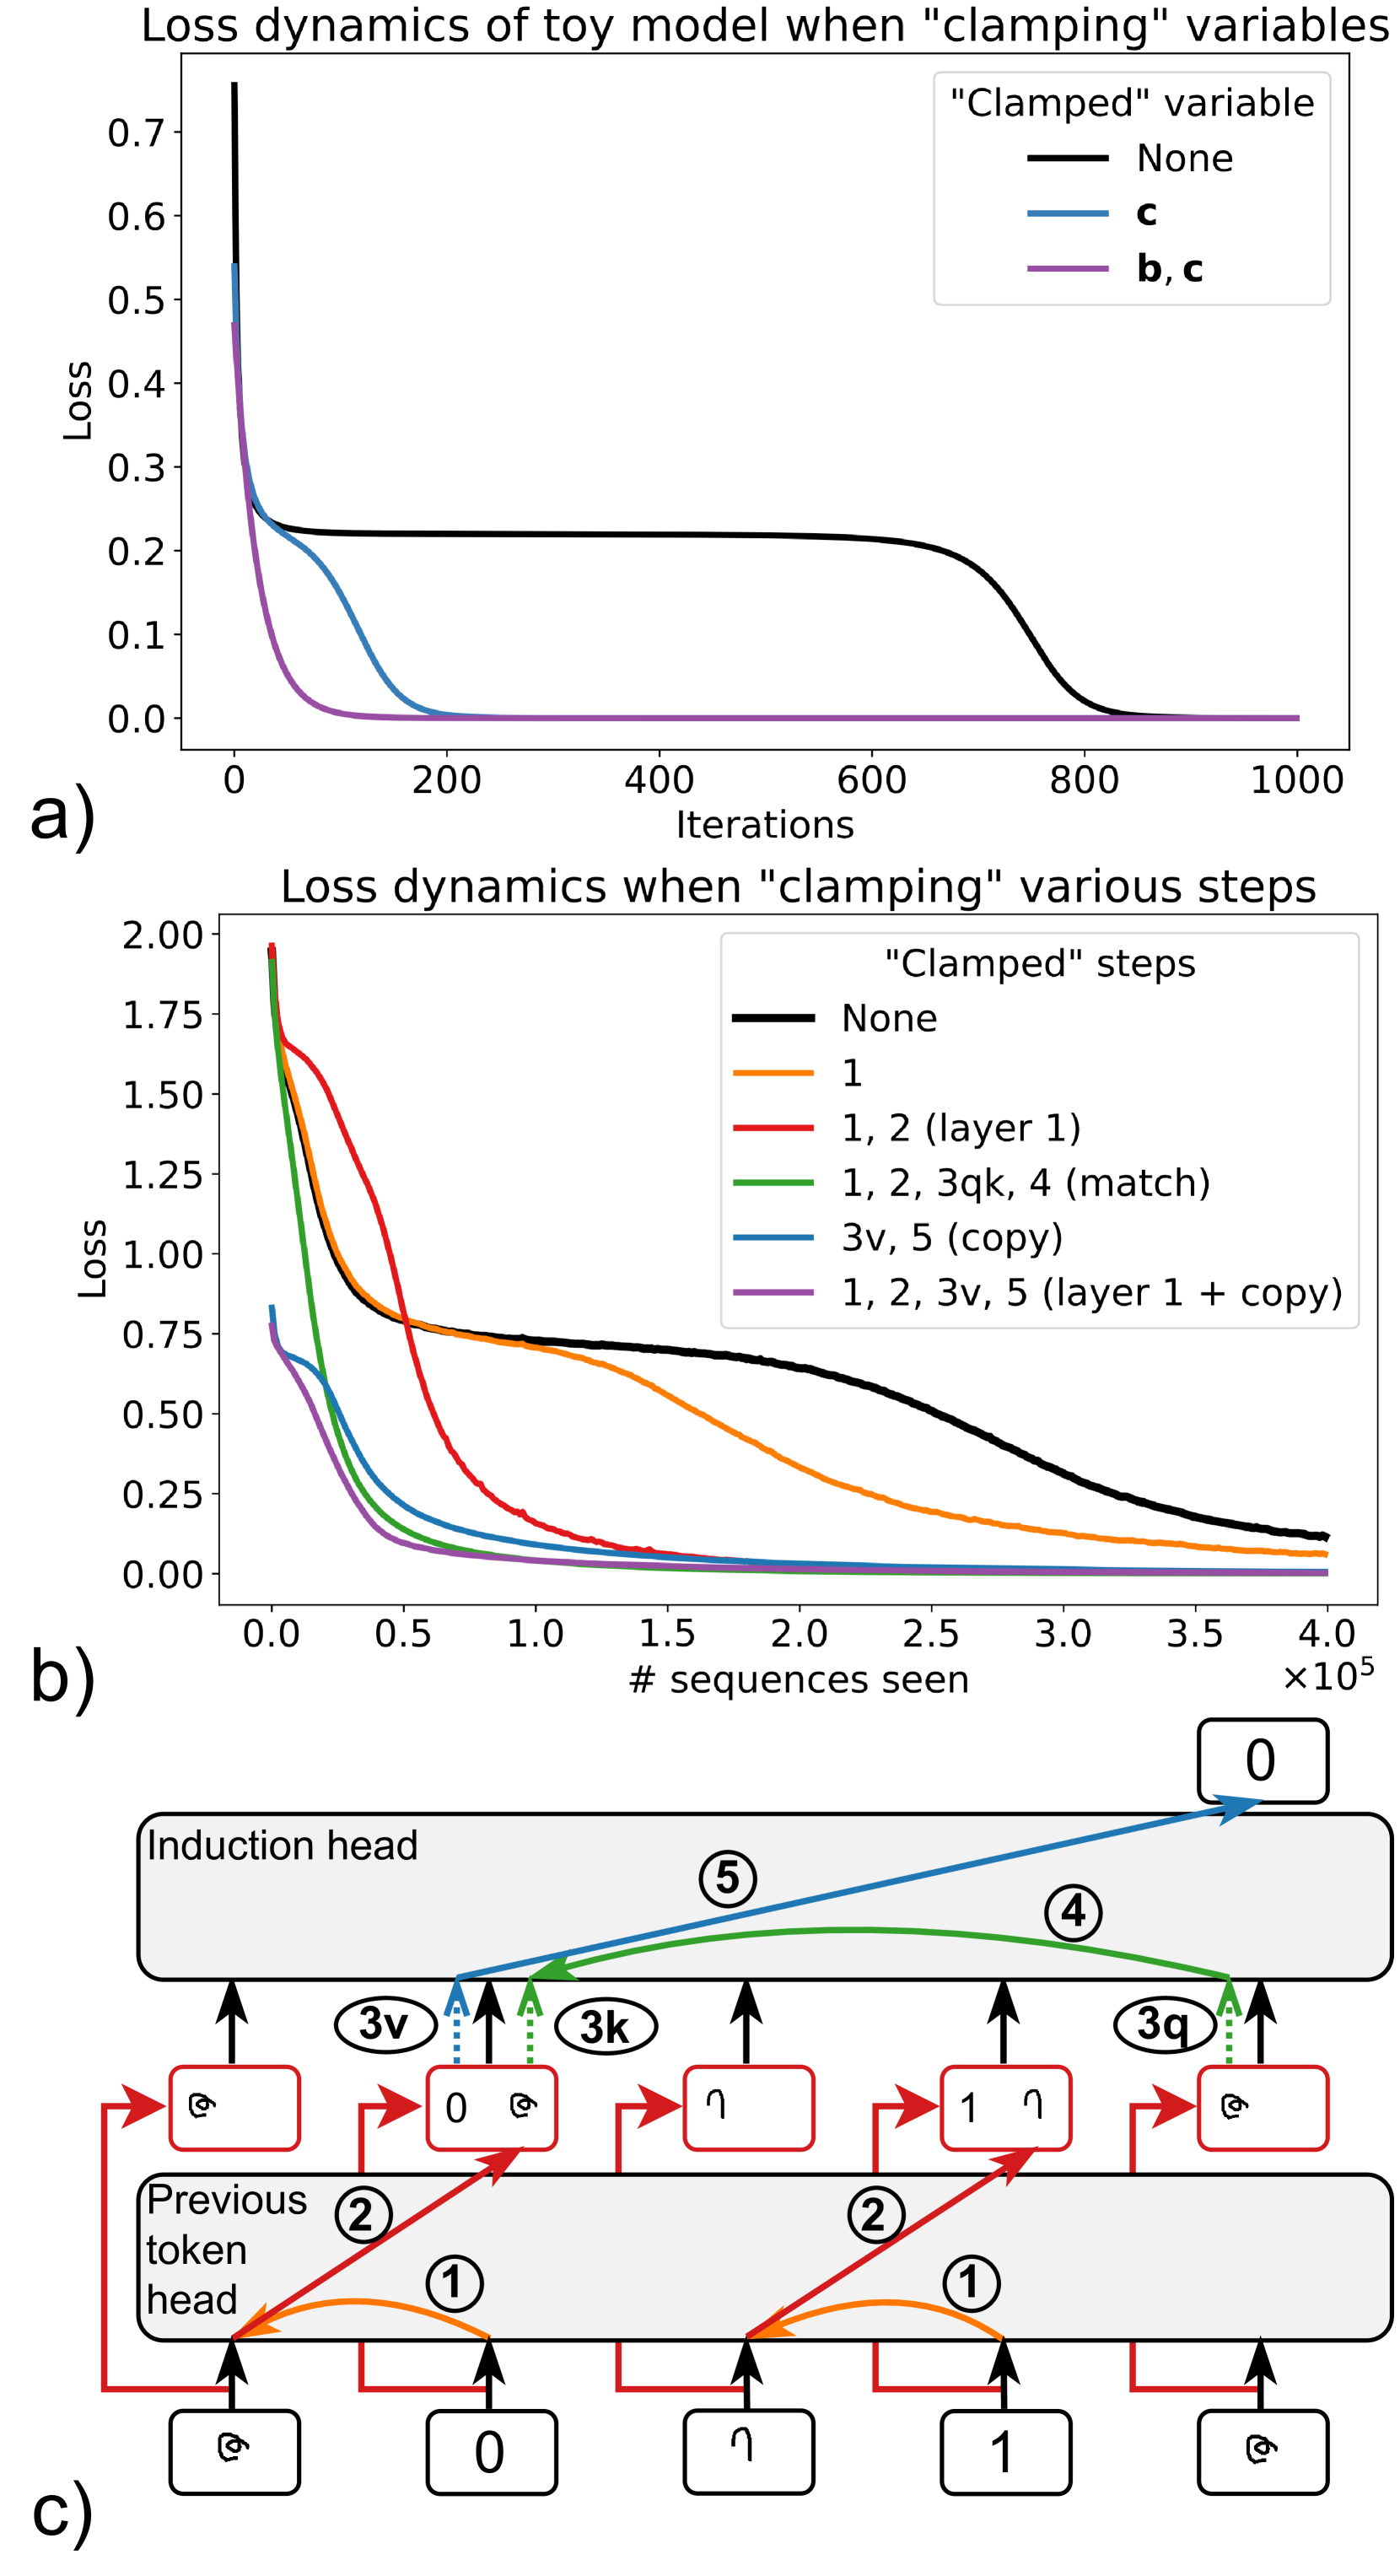 Loss dynamics of toy model when "clamping" variables
"Clamped" variable
None
c
b, c
0.7
0.6
0.5
0.4
0.3
0.2
0.1
0.0
Loss
0 200 400 600 800 1000
Iterations
a)
Loss dynamics when "clamping" various steps
"Clamped" steps
None
1
1, 2 (layer 1)
1, 2, 3qk, 4 (match)
3v, 5 (copy)
1, 2, 3v, 5 (layer 1 + copy)
2.00
1.75
1.50
1.25
1.00
0.75
0.50
0.25
0.00
Loss
0.0 0.5 1.0 1.5 2.0 2.5 3.0 3.5 4.0
×10⁵
# sequences seen
b)
0
Induction head
5
4
3v 3k 3q
0
1
Previous
token
head
2 2
1 1
0 1
c)